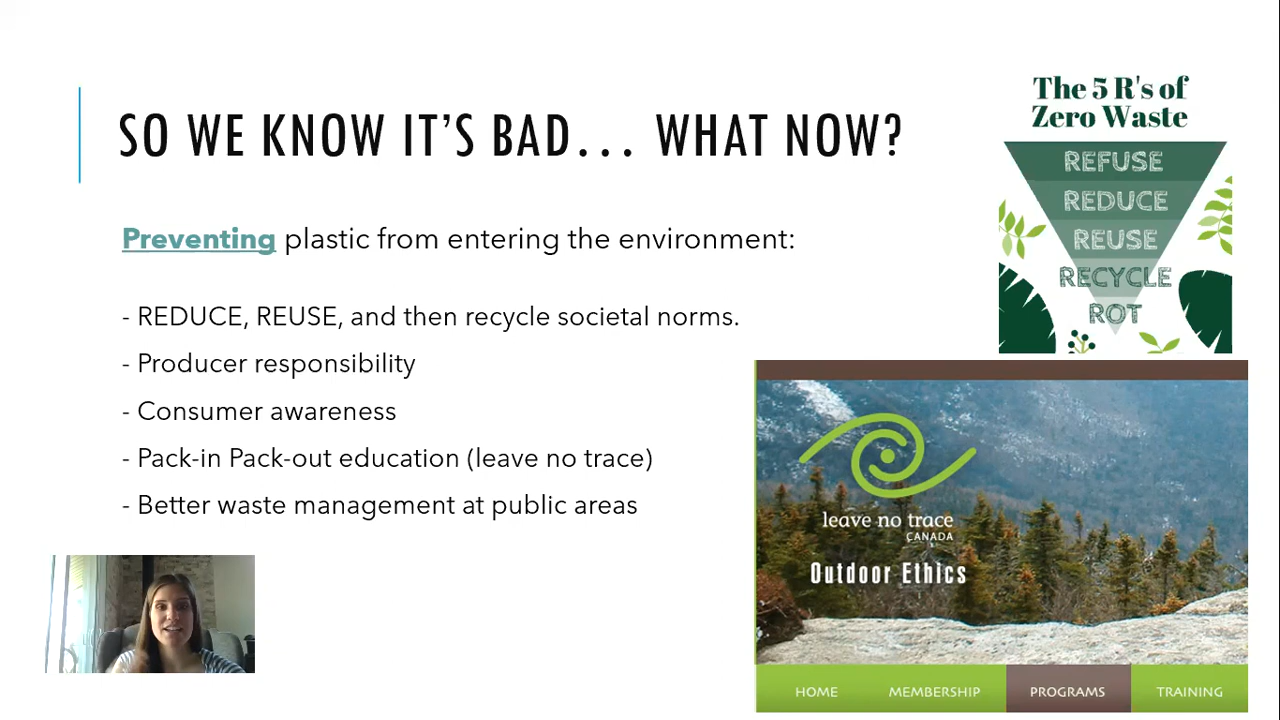 SO WE KNOW IT'S BAD... WHAT NOW?
Preventing plastic from entering the environment:
- REDUCE, REUSE, and then recycle societal norms.
- Producer responsibility
- Consumer awareness
- Pack-in Pack-out education (leave no trace)
- Better waste management at public areas
The 5 R's of
Zero Waste
REFUSE
REDUCE
REUSE
RECYCLE
ROT
leave no trace
CANADA
Outdoor Ethics
HOME MEMBERSHIP PROGRAMS TRAINING